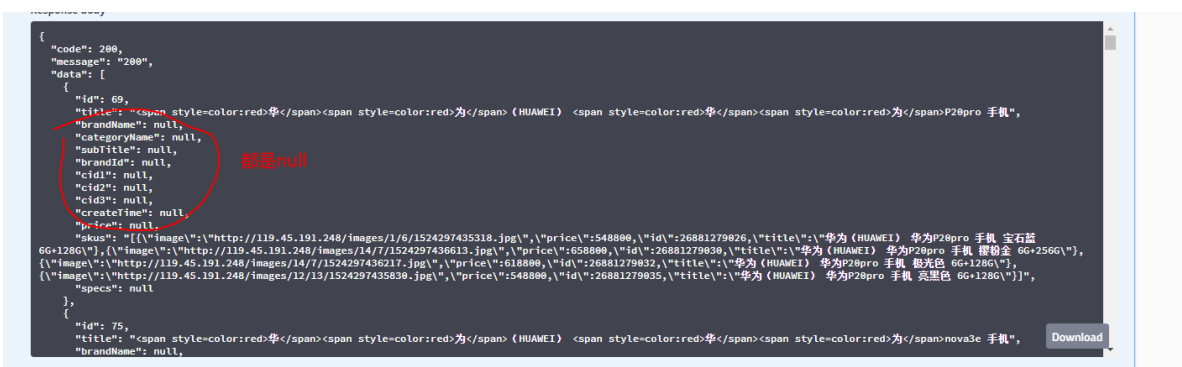 Response body
{
"code": 200,
"message": "200",
"data": [
{
"id": 69,
"title": "<span style=color:red>华</span><span style=color:red>为</span>（HUAWEI） <span style=color:red>华</span><span style=color:red>为</span>P20pro 手机",
"brandName": null,
"categoryName": null,
"subTitle": null,
都是null
"brandId": null,
"cid1": null,
"cid2": null,
"cid3": null,
"createTime": null,
"price": null,
"skus": "[{\"image\":\"http://119.45.191.248/images/1/6/1524297435318.jpg\",\"price\":548800,\"id\":26881279026,\"title\":\"华为（HUAWEI） 华为P20pro 手机 宝石蓝
6G+128G\"},{\"image\":\"http://119.45.191.248/images/14/7/1524297436613.jpg\",\"price\":658800,\"id\":26881279030,\"title\":\"华为（HUAWEI） 华为P20pro 手机 樱粉金 6G+256G\"},
{\"image\":\"http://119.45.191.248/images/14/7/1524297436217.jpg\",\"price\":618800,\"id\":26881279032,\"title\":\"华为（HUAWEI） 华为P20pro 手机 极光色 6G+128G\"},
{\"image\":\"http://119.45.191.248/images/12/13/1524297435830.jpg\",\"price\":548800,\"id\":26881279035,\"title\":\"华为（HUAWEI） 华为P20pro 手机 亮黑色 6G+128G\"}]",
"specs": null
},
{
"id": 75,
"title": "<span style=color:red>华</span><span style=color:red>为</span>（HUAWEI） <span style=color:red>华</span><span style=color:red>为</span>nova3e 手机",
Download
"brandName": null,